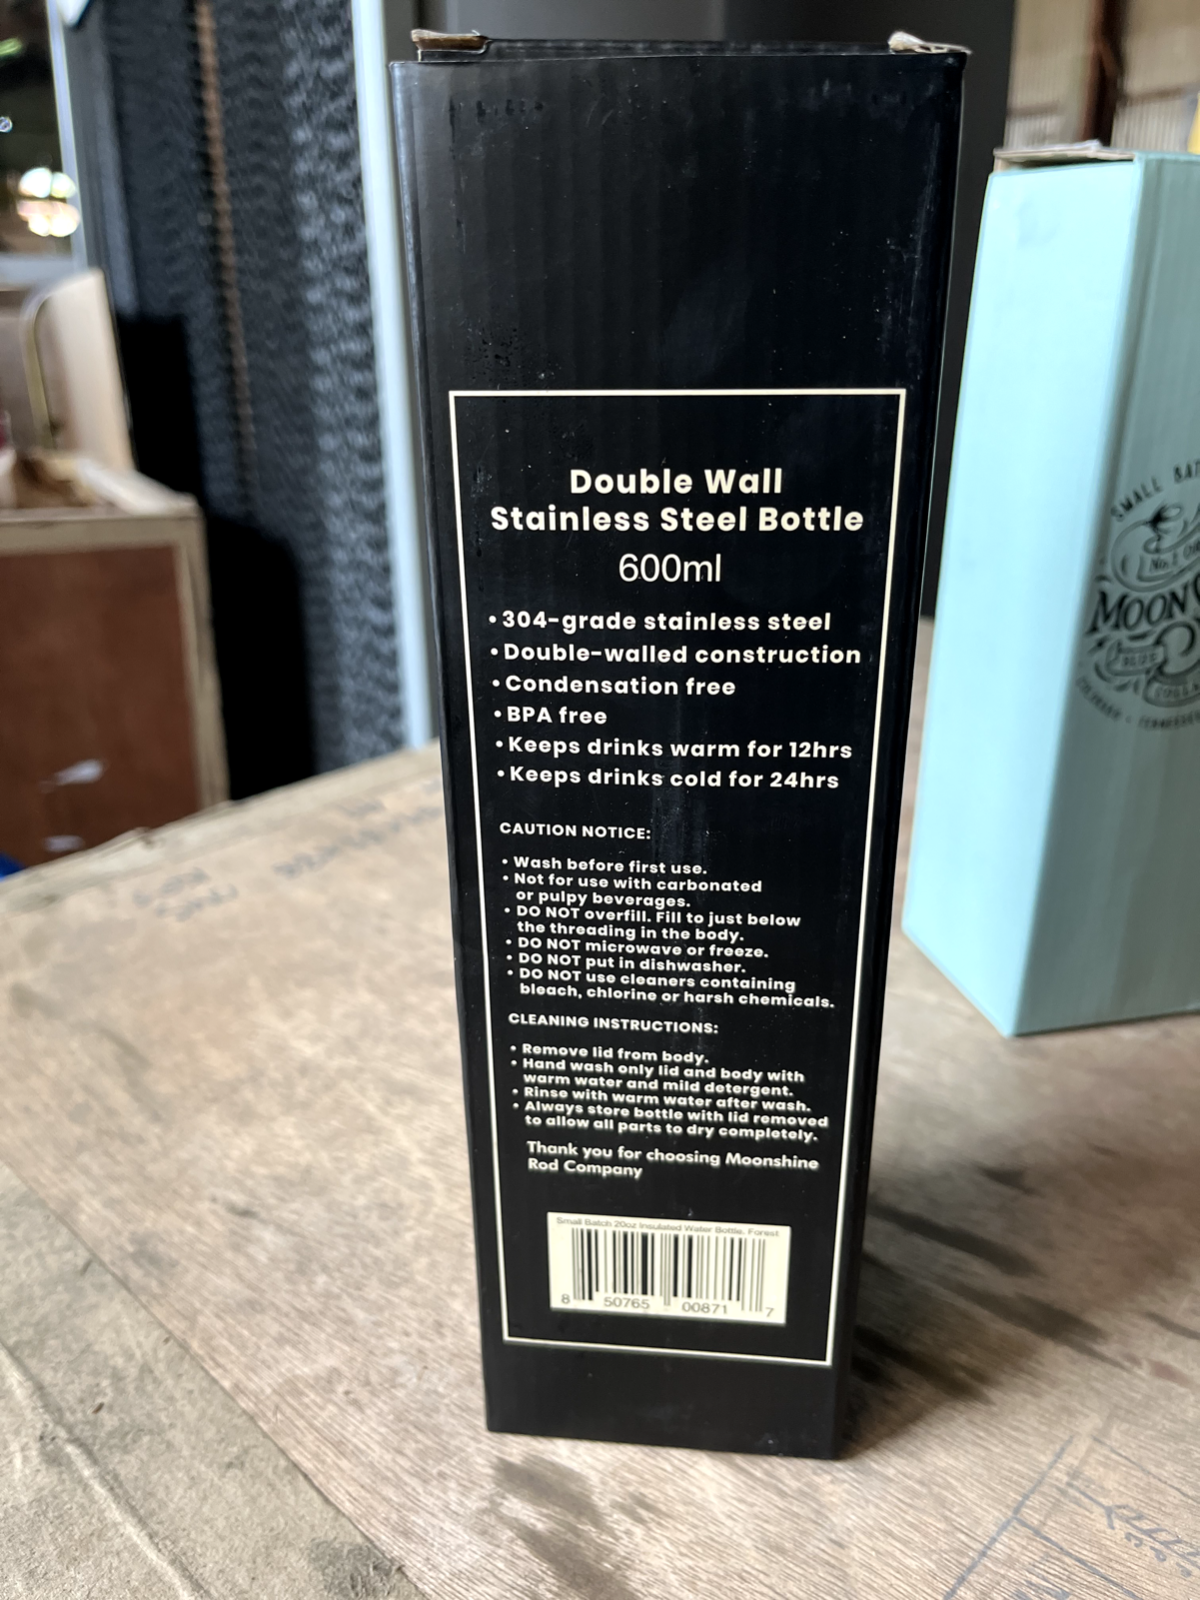 Double Wall
Stainless Steel Bottle
600ml
• 304-grade stainless steel
• Double-walled construction
• Condensation free
• BPA free
• Keeps drinks warm for 12hrs
• Keeps drinks cold for 24hrs
CAUTION NOTICE:
• Wash before first use.
• Not for use with carbonated
or pulpy beverages.
• DO NOT overfill. Fill to just below
the threading in the body.
• DO NOT microwave or freeze.
• DO NOT put in dishwasher.
• DO NOT use cleaners containing
bleach, chlorine or harsh chemicals.
CLEANING INSTRUCTIONS:
• Remove lid from body.
• Hand wash only lid and body with
warm water and mild detergent.
• Rinse with warm water after wash.
• Always store bottle with lid removed
to allow all parts to dry completely.
Thank you for choosing Moonshine
Rod Company
Small Batch 20oz Insulated Water Bottle, Forest
8 50765 00871 7
SMALL
No.1
MOON
BLUE